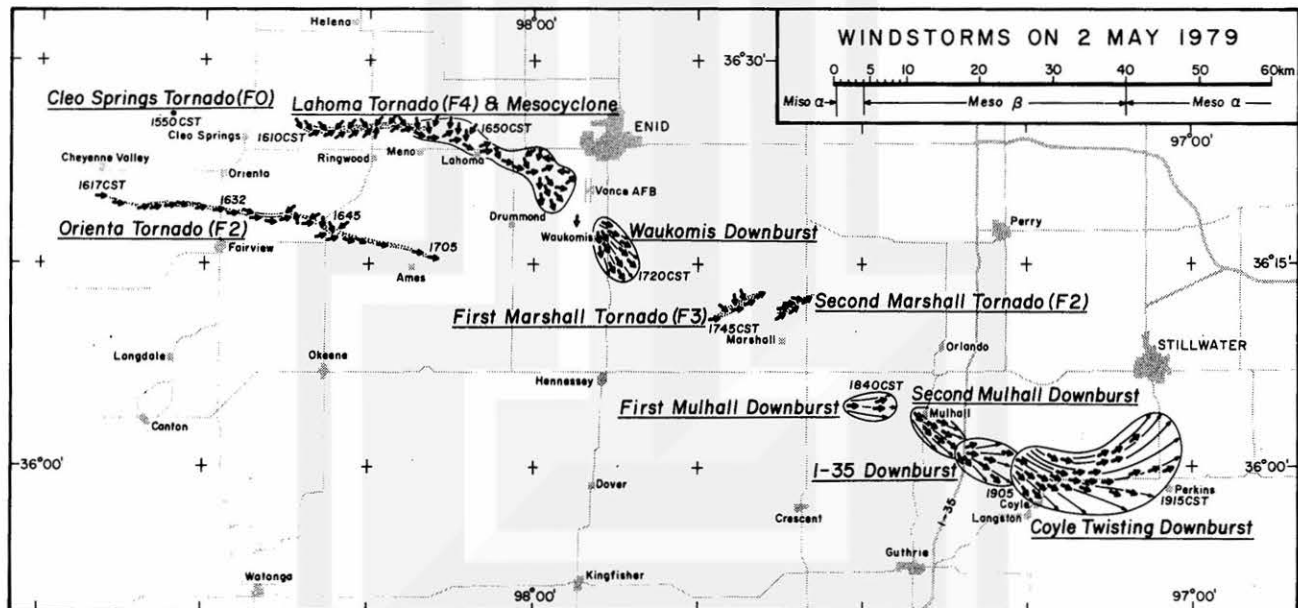 Helena
98°00'
WINDSTORMS ON 2 MAY 1979
0 5 10 20 30 40 50 60km
Miso α Meso β Meso α
36°30'
Cleo Springs Tornado (F0)
1550CST
Cleo Springs
Lahoma Tornado (F4) & Mesocyclone
1610CST
1650CST
ENID
97°00'
Cheyenne Valley
Orienta
Ringwood
Meno
Lahoma
1617CST
1632
1645
Vance AFB
Drummond
Orienta Tornado (F2)
Fairview
1705
Ames
Waukomis
Waukomis Downburst
1720CST
Perry
36°15'
First Marshall Tornado (F3)
1745CST
Second Marshall Tornado (F2)
Marshall
Longdale
Okeene
Orlando
STILLWATER
Hennessey
1840CST
First Mulhall Downburst
Second Mulhall Downburst
Mulhall
Canton
36°00'
I-35 Downburst
36°00'
Dover
1905
Perkins
1915CST
Crescent
I-35
Coyle
Langston
Coyle Twisting Downburst
Guthrie
Watonga
Kingfisher
98°00'
97°00'